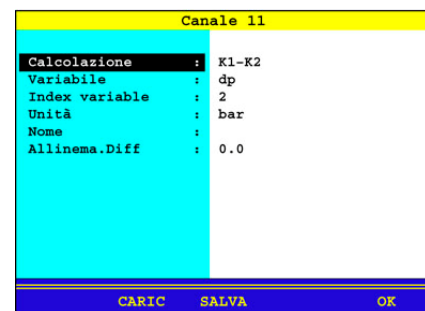 Canale 11
Calcolazione : K1-K2
Variabile : dp
Index variable : 2
Unità : bar
Nome :
Allinema.Diff : 0.0
CARIC SALVA OK